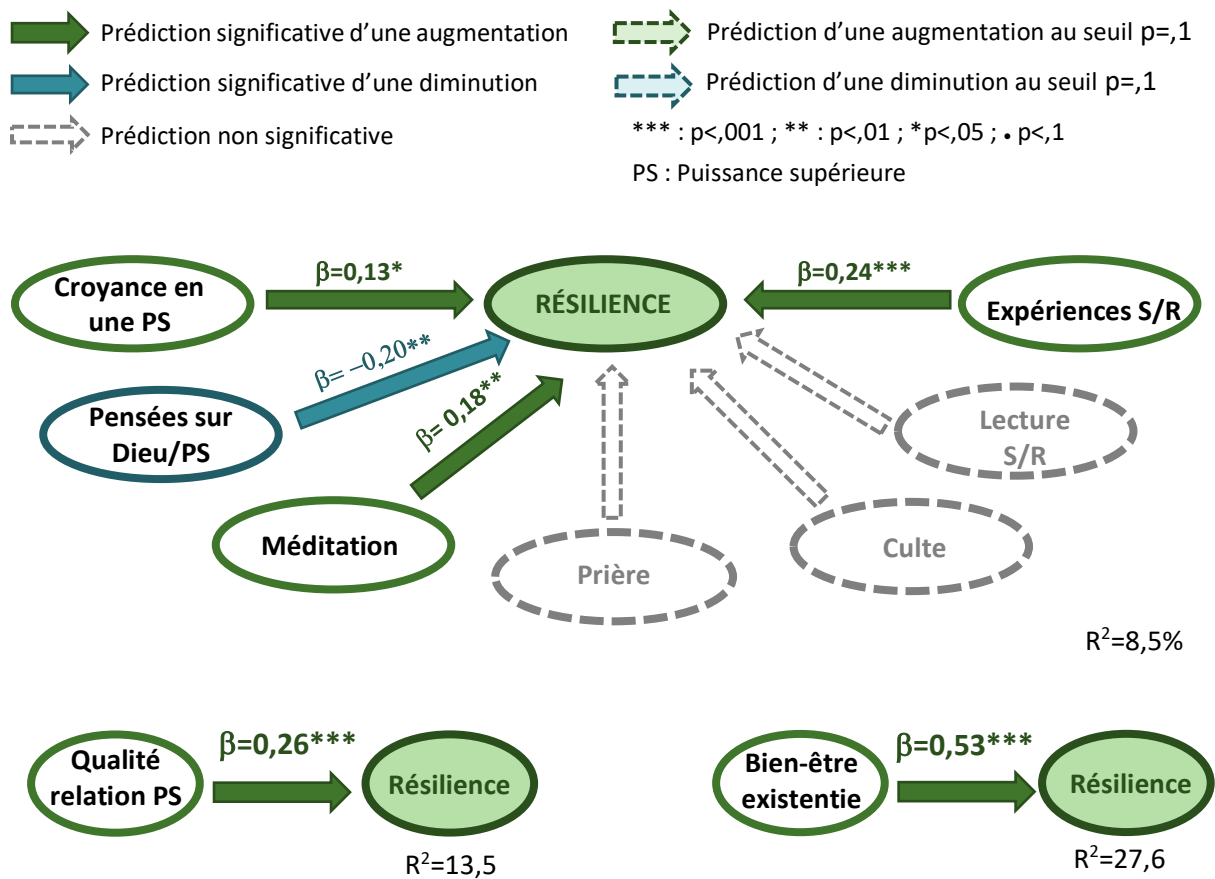 Prédiction significative d'une augmentation
Prédiction d'une augmentation au seuil p=,1
Prédiction significative d'une diminution
Prédiction d'une diminution au seuil p=,1
Prédiction non significative
*** : p<,001 ; ** : p<,01 ; *p<,05 ; • p<,1
PS : Puissance supérieure
Croyance en
une PS
β=0,13*
RÉSILIENCE
β=0,24***
Expériences S/R
Pensées sur
Dieu/PS
β= −0,20**
Lecture
S/R
Méditation
β= 0,18**
Prière
Culte
R²=8,5%
Qualité
relation PS
β=0,26***
Résilience
R²=13,5
Bien-être
existentie
β=0,53***
Résilience
R²=27,6